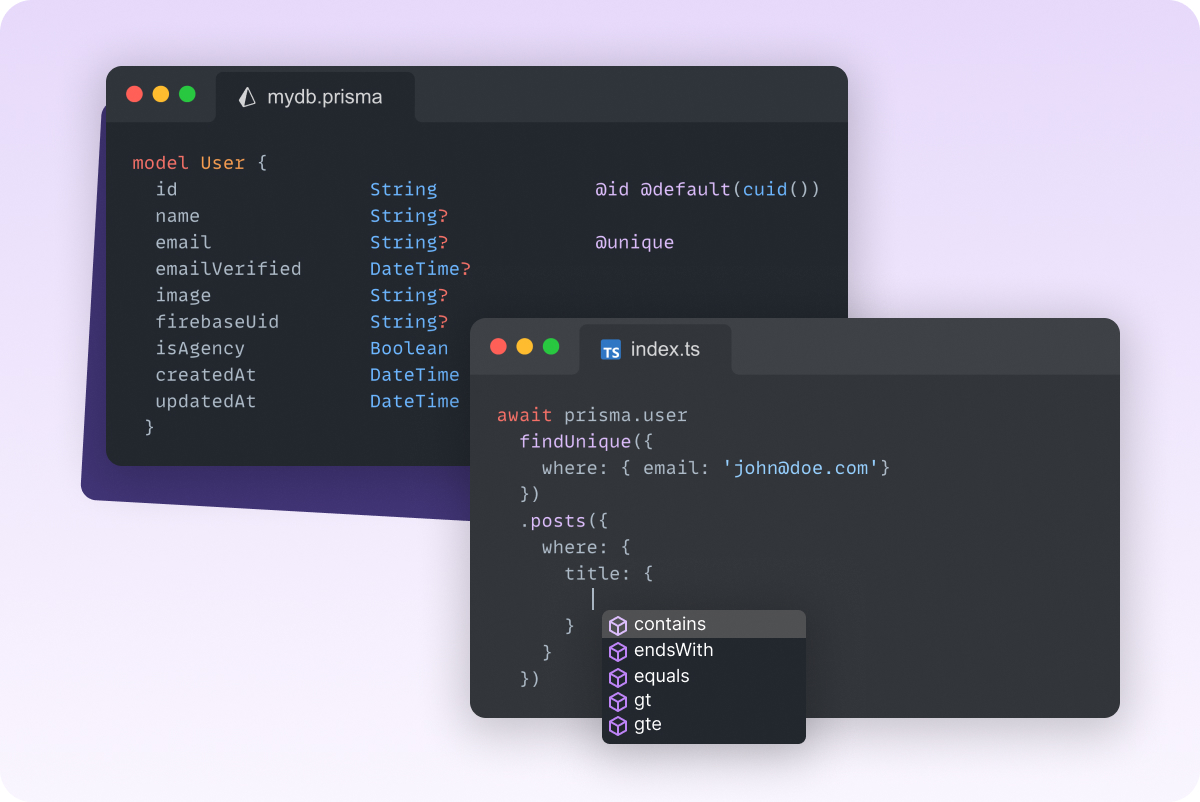 mydb.prisma
model User {
id String @id @default(cuid())
name String?
email String? @unique
emailVerified DateTime?
image String?
firebaseUid String?
isAgency Boolean
createdAt DateTime
updatedAt DateTime
}
TS index.ts
await prisma.user
findUnique({
where: { email: 'john@doe.com'}
})
.posts({
where: {
title: {
}
}
})
contains
endsWith
equals
gt
gte